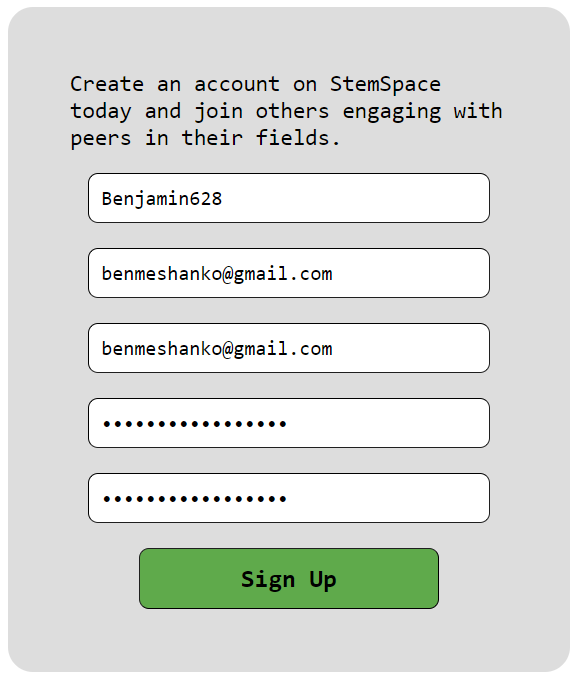 Create an account on StemSpace
today and join others engaging with
peers in their fields.
Benjamin628
benmeshanko@gmail.com
benmeshanko@gmail.com
•••••••••••••••••
•••••••••••••••••
Sign Up